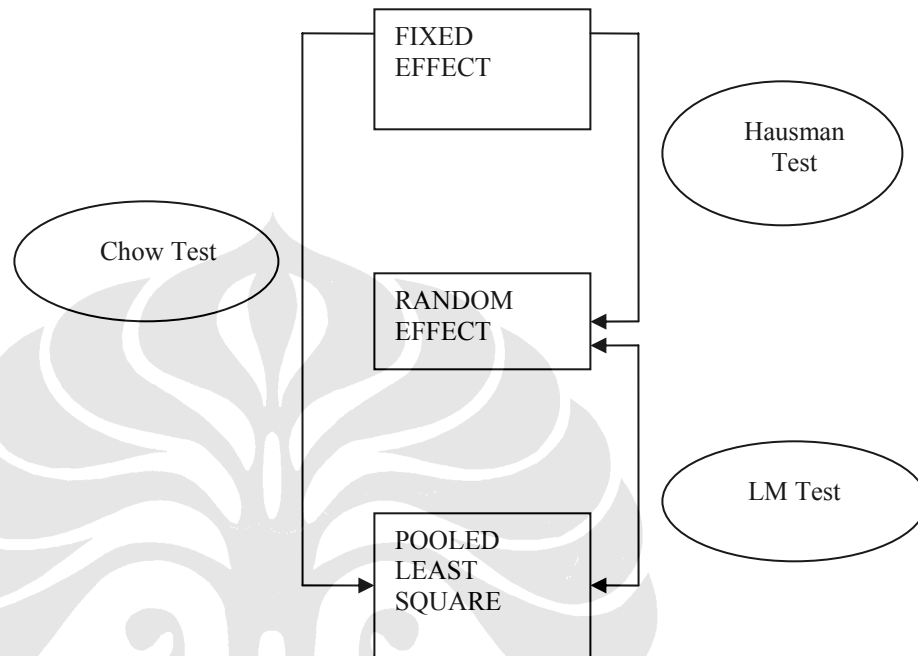 FIXED
EFFECT
Hausman
Test
Chow Test
RANDOM
EFFECT
LM Test
POOLED
LEAST
SQUARE